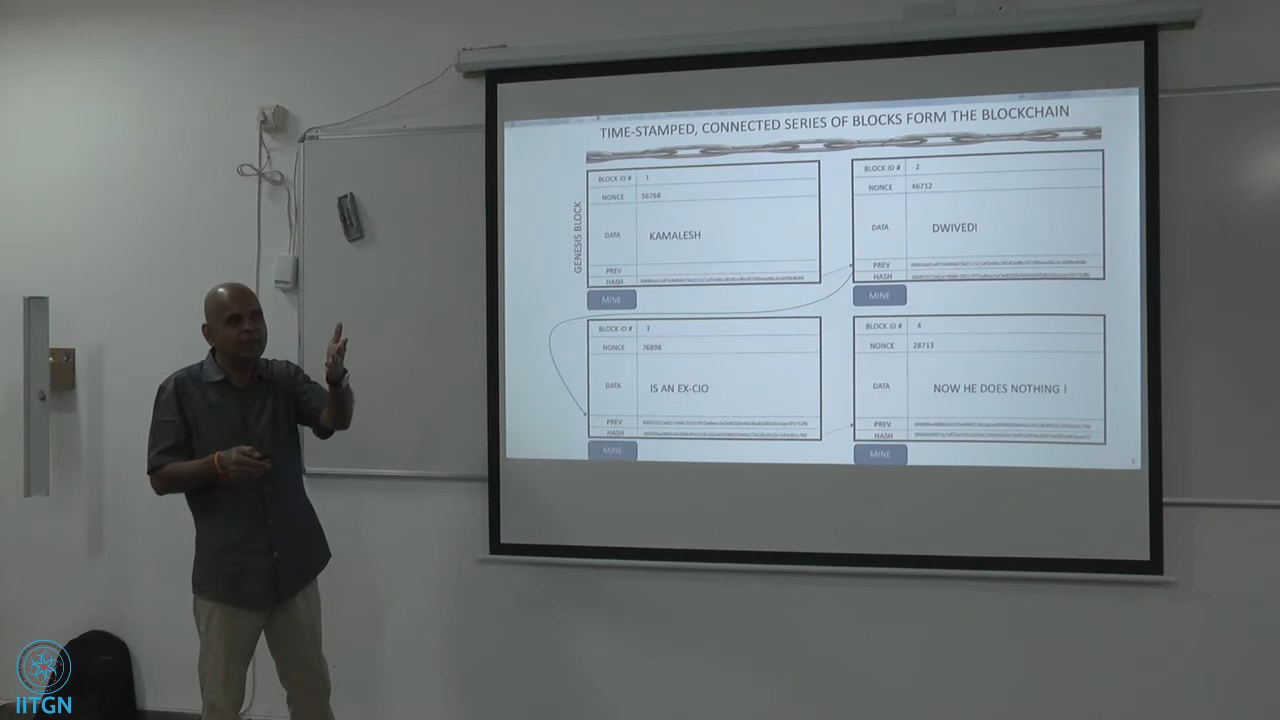 TIME-STAMPED, CONNECTED SERIES OF BLOCKS FORM THE BLOCKCHAIN
GENESIS BLOCK
BLOCK ID # 1
NONCE 56768
DATA KAMALESH
PREV
HASH
MINE
BLOCK ID # 2
NONCE 46712
DATA DWIVEDI
PREV
HASH
MINE
BLOCK ID # 3
NONCE 76898
DATA IS AN EX-CIO
PREV
HASH
MINE
BLOCK ID # 4
NONCE 28713
DATA NOW HE DOES NOTHING !
PREV
HASH
MINE
IITGN